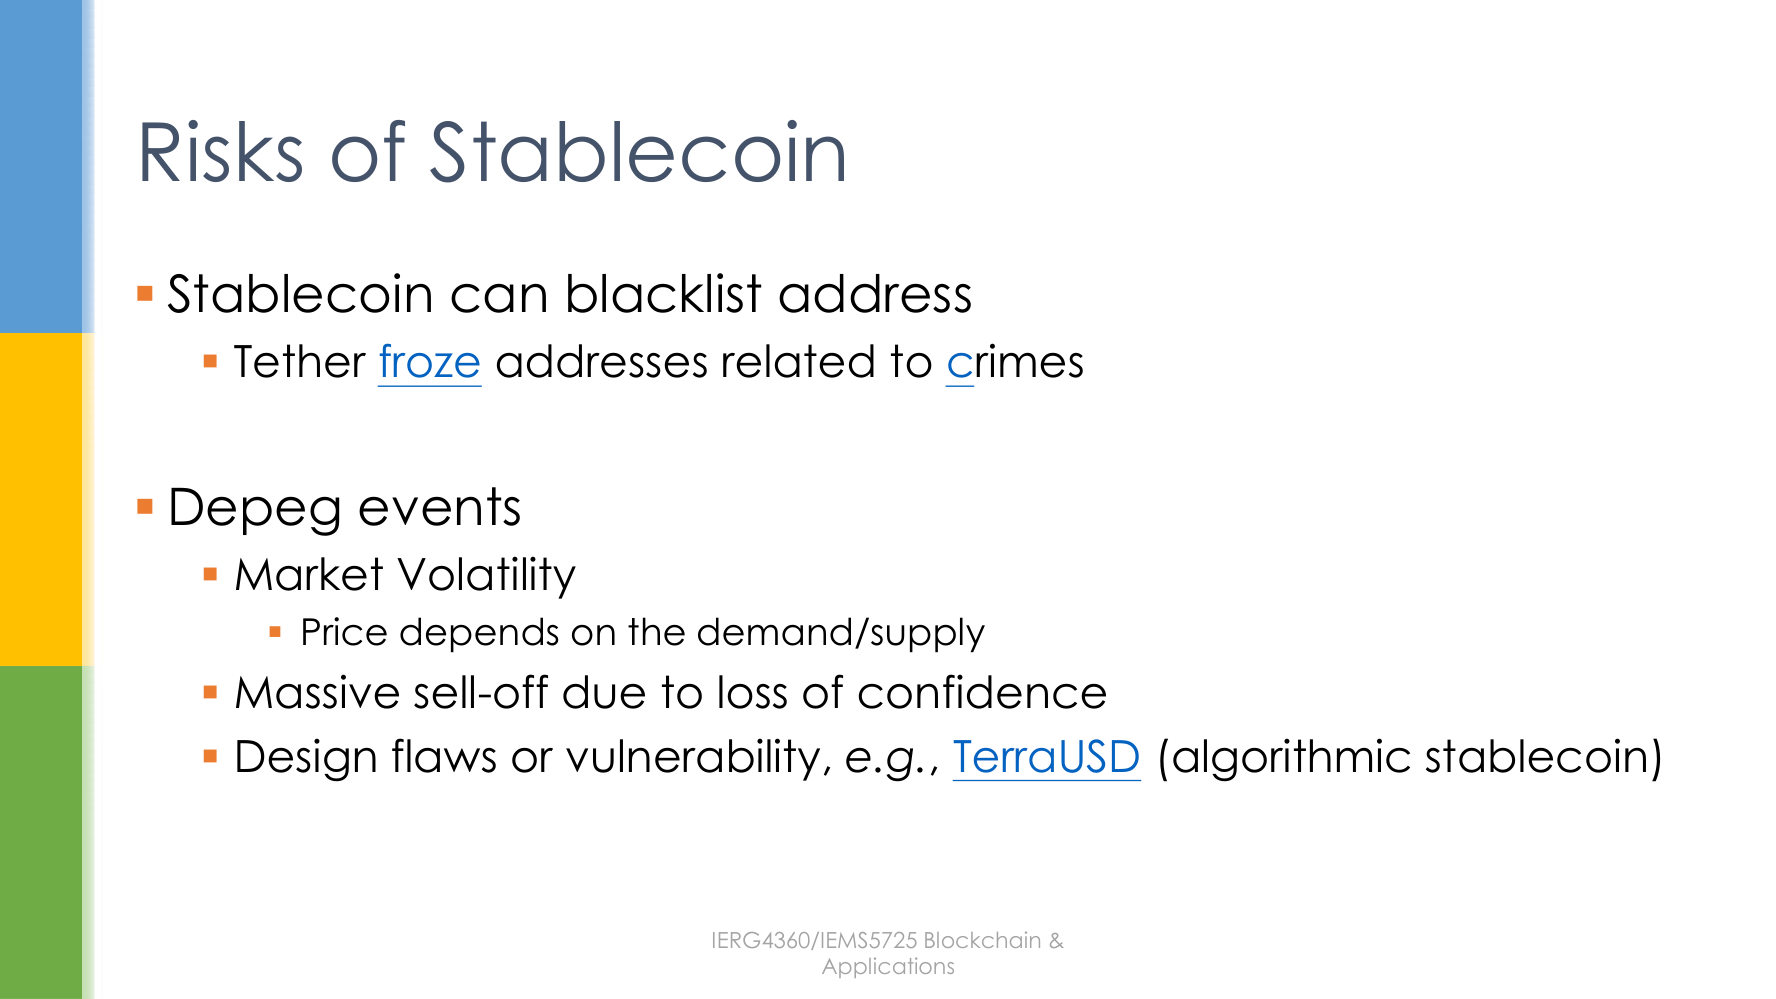 Risks of Stablecoin
▪ Stablecoin can blacklist address
▪ Tether froze addresses related to crimes
▪ Depeg events
▪ Market Volatility
▪ Price depends on the demand/supply
▪ Massive sell-off due to loss of confidence
▪ Design flaws or vulnerability, e.g., TerraUSD (algorithmic stablecoin)
IERG4360/IEMS5725 Blockchain &
Applications